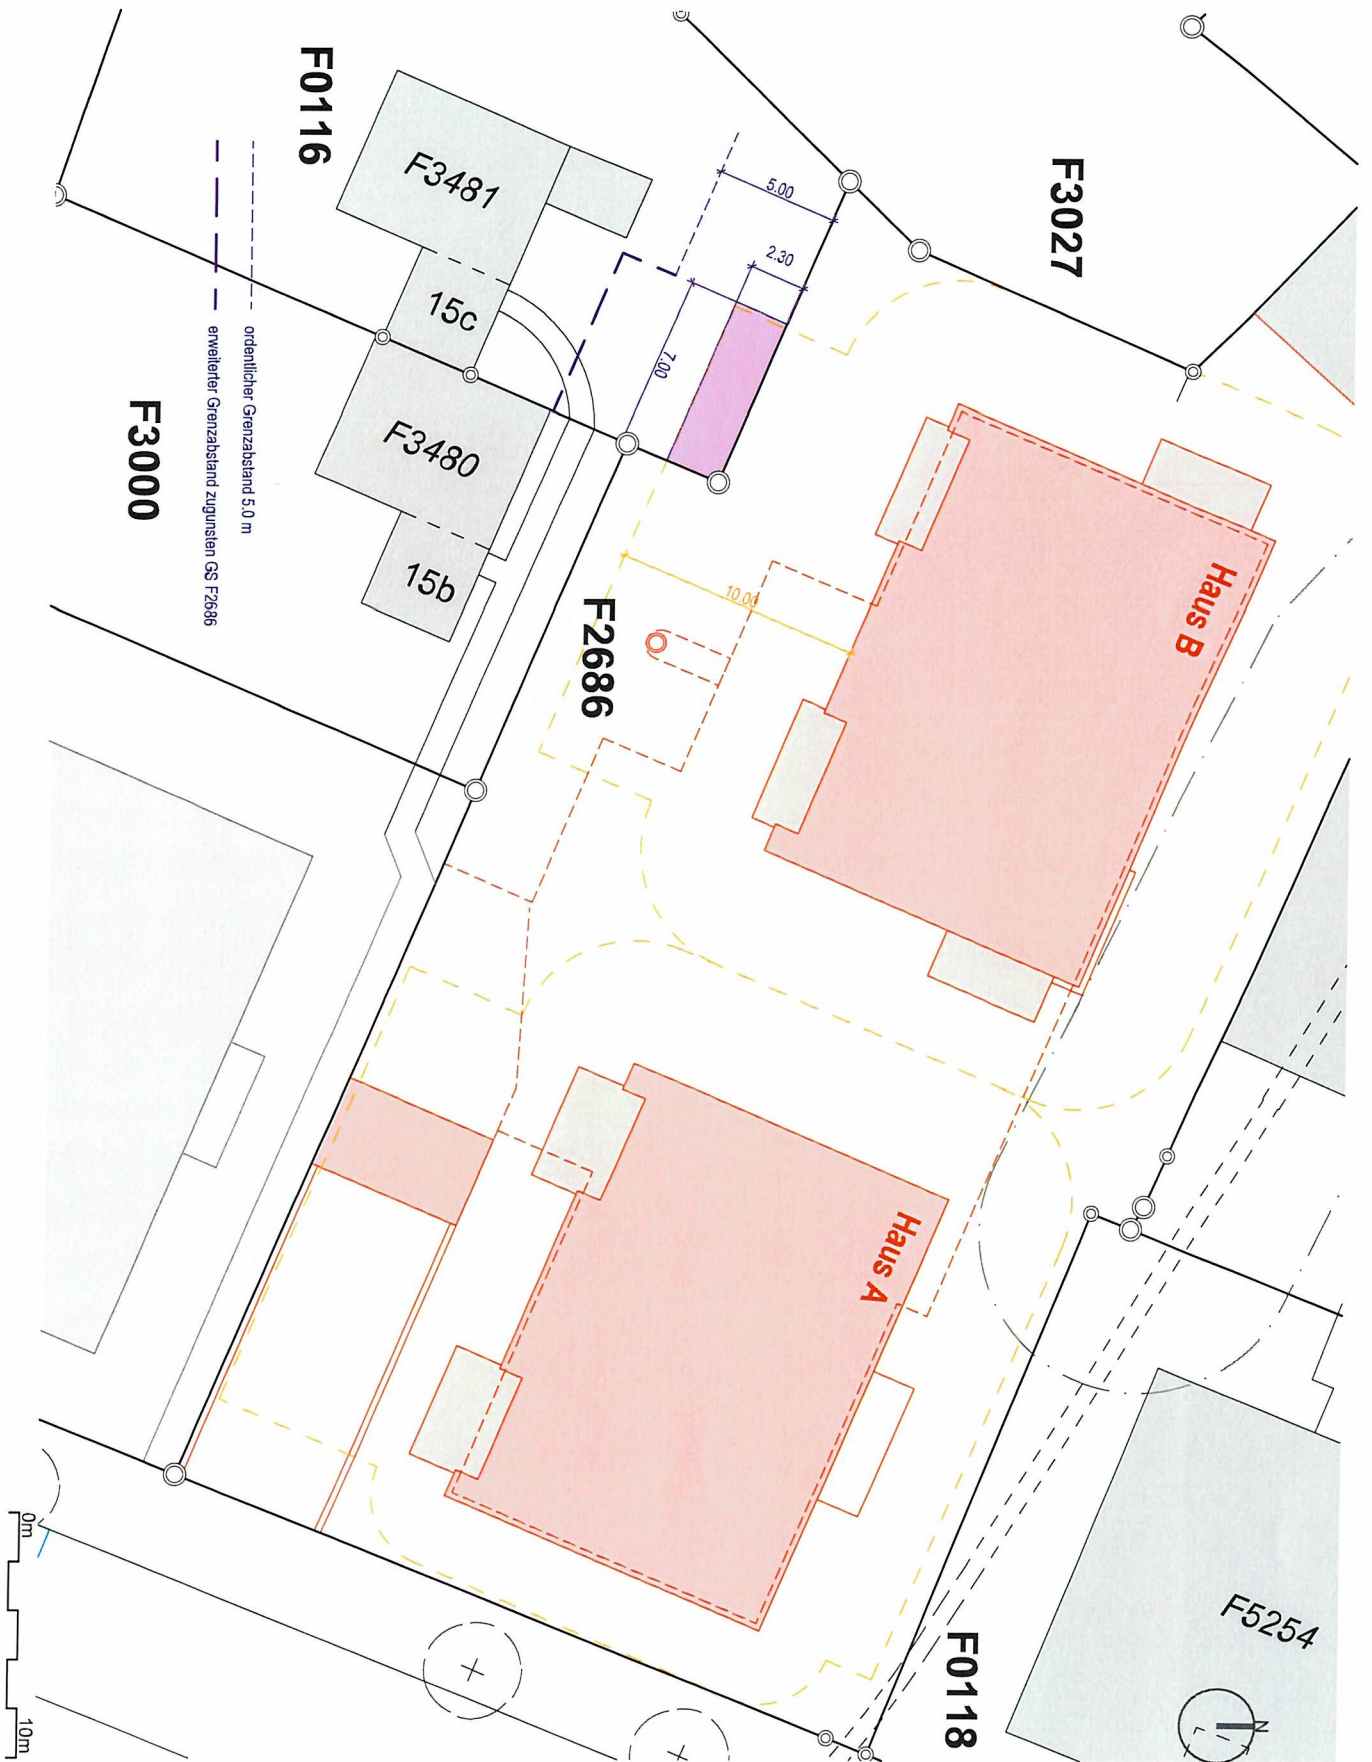 F0116
F3481
15c
F3000
F3480
15b
ordentlicher Grenzabstand 5.0 m
erweiterter Grenzabstand zugunsten GS F2686
5.00
2.30
7.00
F3027
F2686
10.00
Haus B
Haus A
F5254
F0118
N
0m
10m